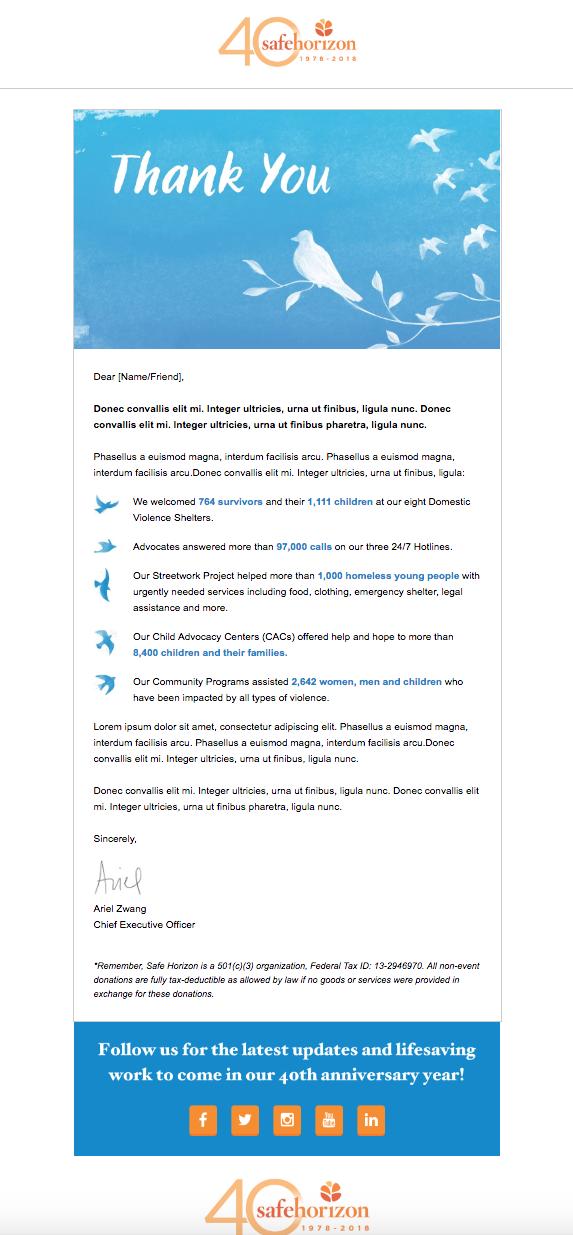 40 safehorizon
1978-2018
Thank You
Dear [Name/Friend],
Donec convallis elit mi. Integer ultricies, urna ut finibus, ligula nunc. Donec
convallis elit mi. Integer ultricies, urna ut finibus pharetra, ligula nunc.
Phasellus a euismod magna, interdum facilisis arcu. Phasellus a euismod magna,
interdum facilisis arcu.Donec convallis elit mi. Integer ultricies, urna ut finibus, ligula:
We welcomed 764 survivors and their 1,111 children at our eight Domestic
Violence Shelters.
Advocates answered more than 97,000 calls on our three 24/7 Hotlines.
Our Streetwork Project helped more than 1,000 homeless young people with
urgently needed services including food, clothing, emergency shelter, legal
assistance and more.
Our Child Advocacy Centers (CACs) offered help and hope to more than
8,400 children and their families.
Our Community Programs assisted 2,642 women, men and children who
have been impacted by all types of violence.
Lorem ipsum dolor sit amet, consectetur adipiscing elit. Phasellus a euismod magna,
interdum facilisis arcu. Phasellus a euismod magna, interdum facilisis arcu.Donec
convallis elit mi. Integer ultricies, urna ut finibus, ligula nunc.
Donec convallis elit mi. Integer ultricies, urna ut finibus, ligula nunc. Donec convallis elit
mi. Integer ultricies, urna ut finibus pharetra, ligula nunc.
Sincerely,
Ariel
Ariel Zwang
Chief Executive Officer
*Remember, Safe Horizon is a 501(c)(3) organization, Federal Tax ID: 13-2946970. All non-event
donations are fully tax-deductible as allowed by law if no goods or services were provided in
exchange for these donations.
Follow us for the latest updates and lifesaving
work to come in our 40th anniversary year!
f You Tube in
40 safehorizon
1978-2018